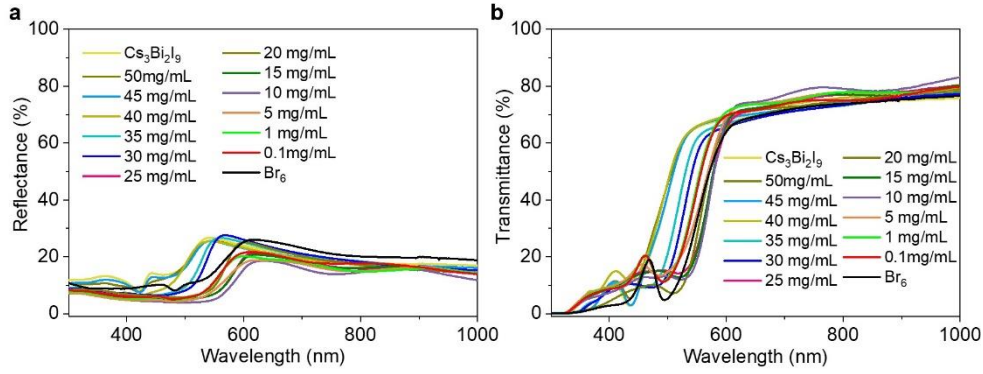 a
100
80
60
40
20
0
Reflectance (%)
Cs3Bi2I9
50mg/mL
45 mg/mL
40 mg/mL
35 mg/mL
30 mg/mL
25 mg/mL
20 mg/mL
15 mg/mL
10 mg/mL
5 mg/mL
1 mg/mL
0.1mg/mL
Br6
400 600 800 1000
Wavelength (nm)
b
100
80
60
40
20
0
Transmittance (%)
Cs3Bi2I9
50mg/mL
45 mg/mL
40 mg/mL
35 mg/mL
30 mg/mL
25 mg/mL
20 mg/mL
15 mg/mL
10 mg/mL
5 mg/mL
1 mg/mL
0.1mg/mL
Br6
400 600 800 1000
Wavelength (nm)